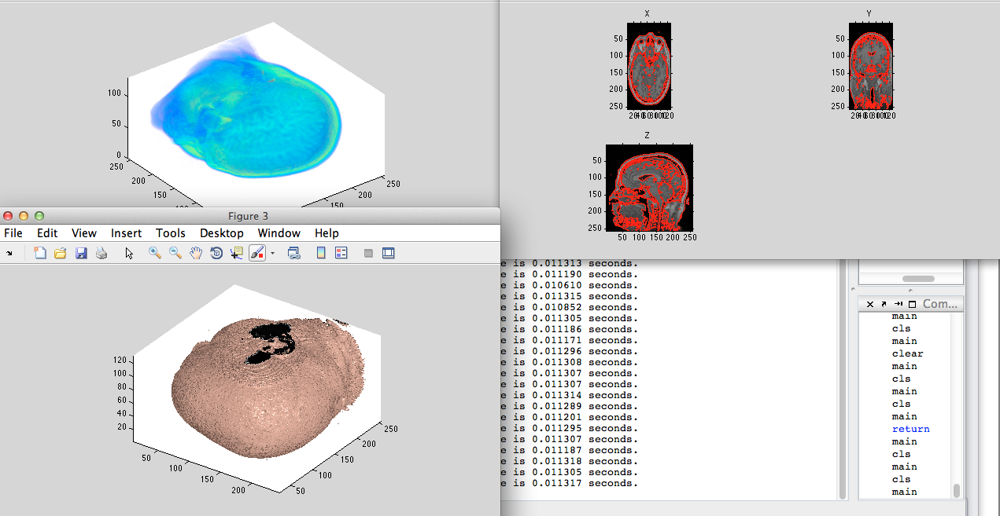 100
50
0
250
200
150
100
150
200
250
X
50
100
150
200
250
Y
50
100
150
200
250
Z
50
100
150
200
250
50 100 150 200 250
Figure 3
File Edit View Insert Tools Desktop Window Help
120
100
80
60
40
20
50
100
150
200
50
100
150
200
250
e is 0.011313 seconds.
e is 0.011190 seconds.
e is 0.010610 seconds.
e is 0.011315 seconds.
e is 0.010852 seconds.
e is 0.011305 seconds.
e is 0.011186 seconds.
e is 0.011171 seconds.
e is 0.011296 seconds.
e is 0.011308 seconds.
e is 0.011307 seconds.
e is 0.011307 seconds.
e is 0.011314 seconds.
e is 0.011289 seconds.
e is 0.011201 seconds.
e is 0.011295 seconds.
e is 0.011307 seconds.
e is 0.011187 seconds.
e is 0.011318 seconds.
e is 0.011305 seconds.
e is 0.011317 seconds.
Com...
main
cls
main
clear
main
cls
main
cls
main
return
main
cls
main
cls
main